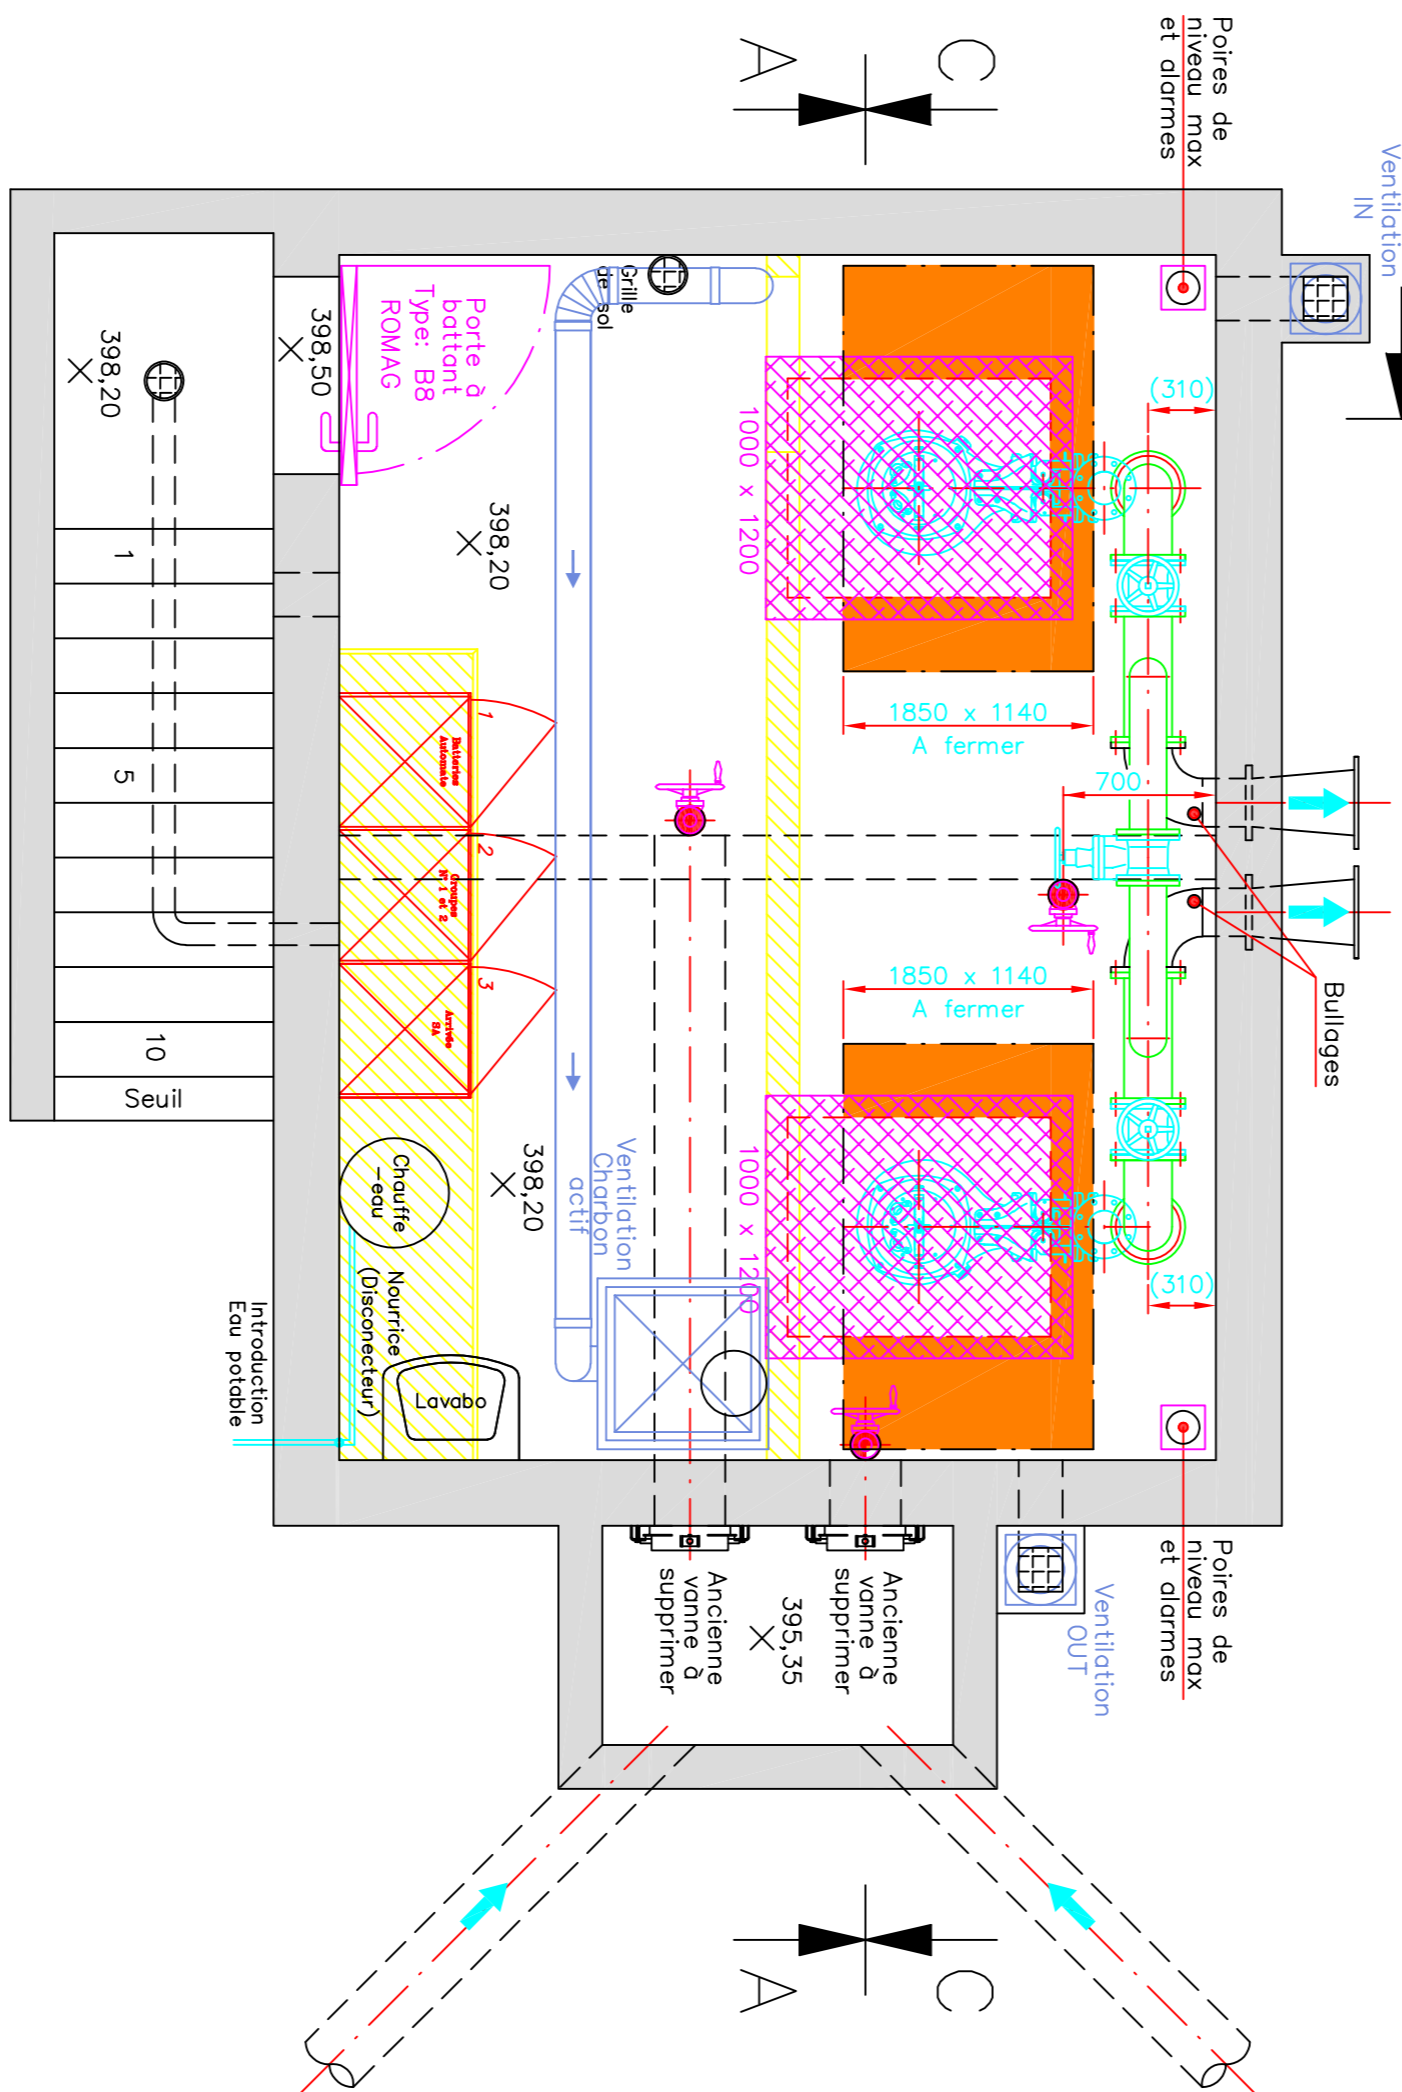 C
A
Poires de
niveau max
et alarmes
Ventilation
IN
(310)
Grille
de sol
Porte à
battant
Type: B8
ROMAG
398,50
398,20
398,20
1000 x 1200
1850 x 1140
A fermer
700
1
5
10
Seuil
1
Batteries
Automate
2
Groupes
N° 1 et 2
3
Arrivée
SA
1850 x 1140
A fermer
Bullages
1000 x 1200
(310)
398,20
Ventilation
Charbon
actif
Chauffe
-eau
Nourrice
(Disconecteur)
Lavabo
Introduction
Eau potable
Poires de
niveau max
et alarmes
Ventilation
OUT
Ancienne
vanne à
supprimer
395,35
Ancienne
vanne à
supprimer
C
A